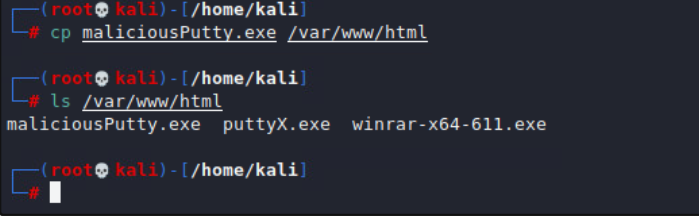 (root💀kali)-[/home/kali]
# cp maliciousPutty.exe /var/www/html
(root💀kali)-[/home/kali]
# ls /var/www/html
maliciousPutty.exe  puttyX.exe  winrar-x64-611.exe
(root💀kali)-[/home/kali]
#